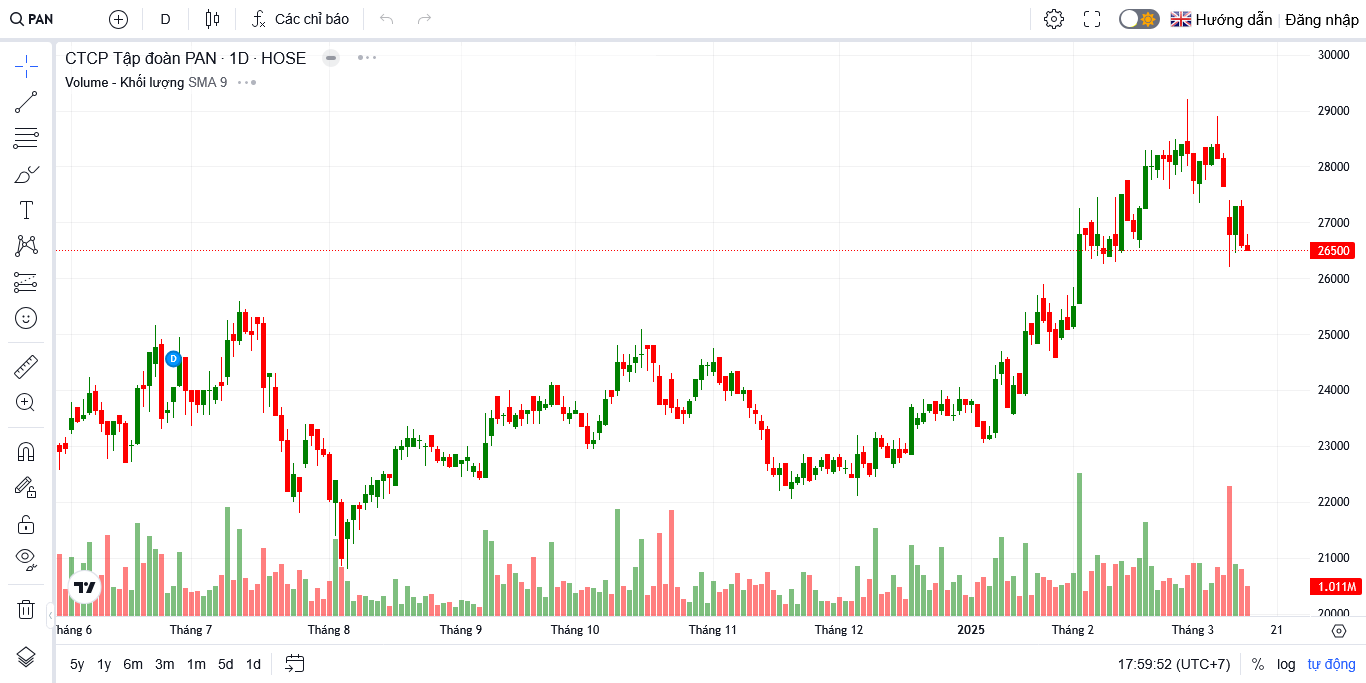 PAN D Các chỉ báo Hướng dẫn Đăng nhập
CTCP Tập đoàn PAN · 1D · HOSE
Volume - Khối lượng SMA 9
30000
29000
28000
27000
26500
26000
25000
24000
23000
22000
21000
1.011M
20000
D
háng 6 Tháng 7 Tháng 8 Tháng 9 Tháng 10 Tháng 11 Tháng 12 2025 Tháng 2 Tháng 3 21
5y 1y 6m 3m 1m 5d 1d 17:59:52 (UTC+7) % log tự động